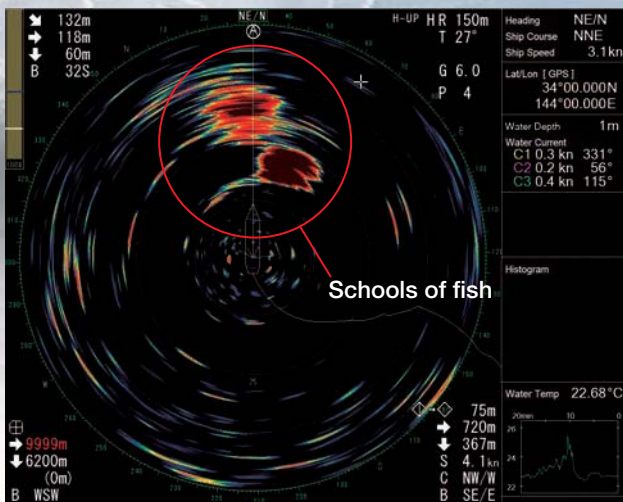 132m
118m
60m
B 32S
NE/N
A
H-UP HR 150m
T 27°
G 6.0
P 4
Schools of fish
75m
720m
367m
S 4.1kn
C NW/W
B SE/E
9999m
6200m
(0m)
B WSW
Heading NE/N
Ship Course NNE
Ship Speed 3.1kn
Lat/Lon [GPS]
34°00.000N
144°00.000E
Water Depth 1m
Water Current
C1 0.3 kn 331°
C2 0.2 kn 56°
C3 0.4 kn 115°
Histogram
Water Temp 22.68°C
20min 10 0
26
24
22